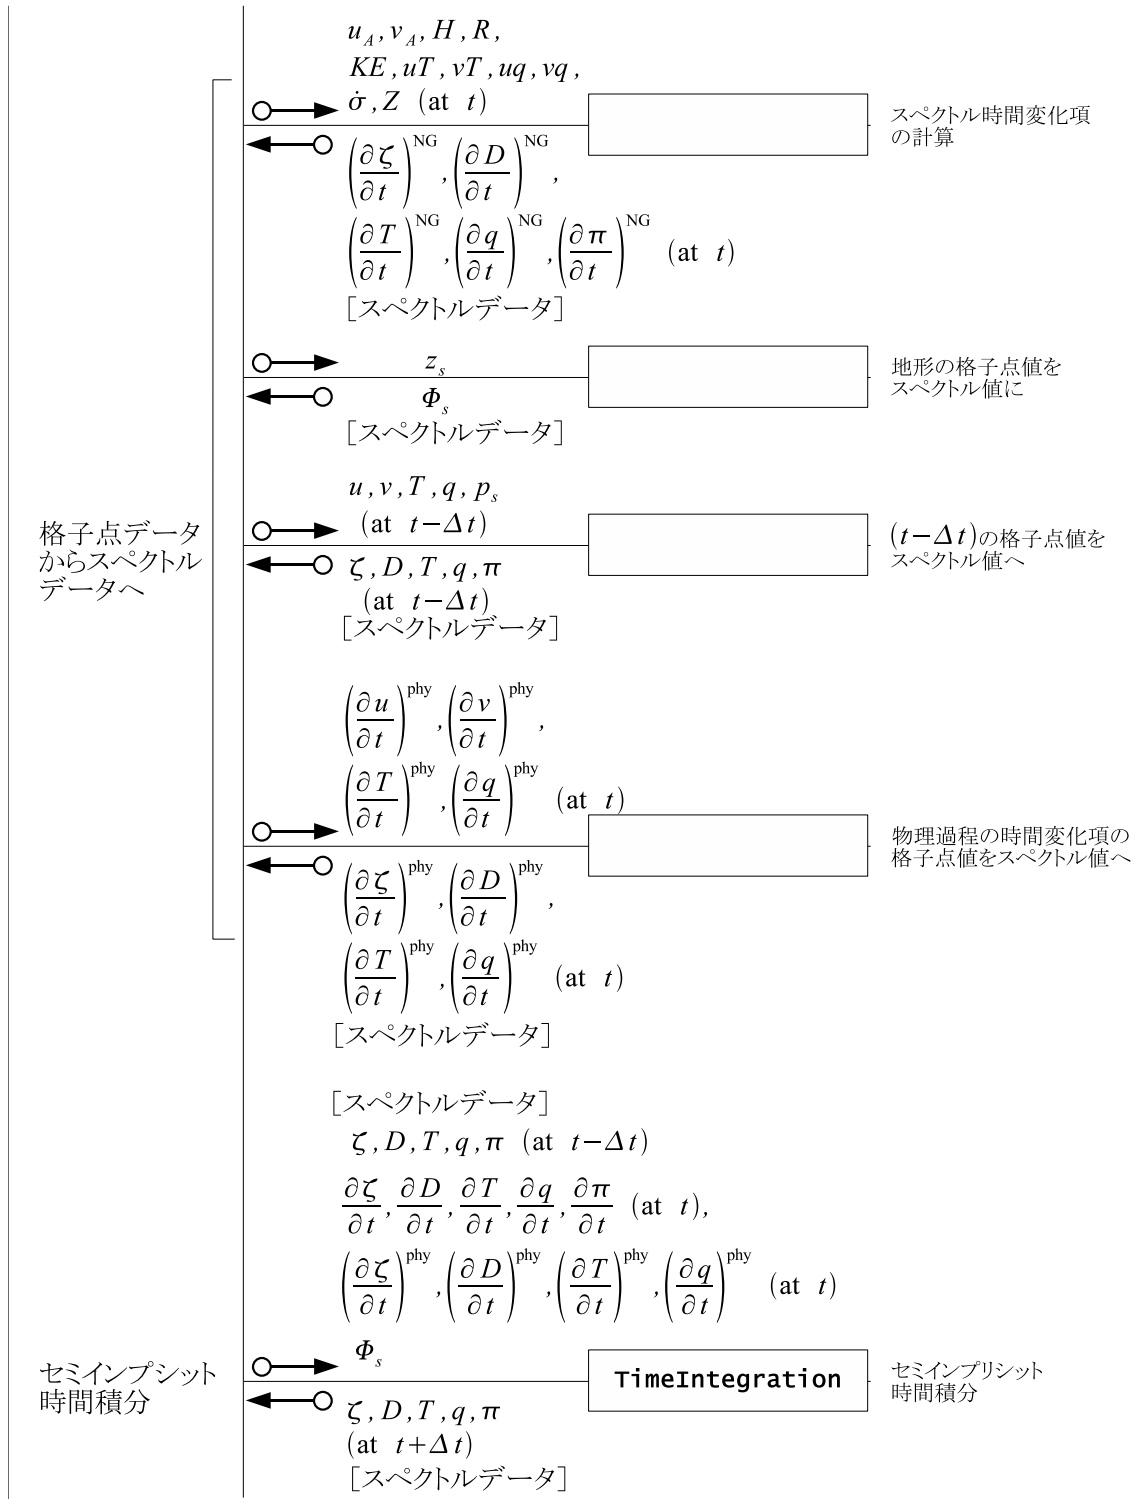 u_A , v_A , H , R ,
KE , uT , vT , uq , vq ,
σ̇ , Z (at t)
スペクトル時間変化項
の計算
(∂ζ/∂t)^NG , (∂D/∂t)^NG ,
(∂T/∂t)^NG , (∂q/∂t)^NG , (∂π/∂t)^NG (at t)
[スペクトルデータ]
z_s
地形の格子点値を
スペクトル値に
Φ_s
[スペクトルデータ]
格子点データ
からスペクトル
データへ
u , v , T , q , p_s
(at t−Δt)
(t−Δt)の格子点値を
スペクトル値へ
ζ , D , T , q , π
(at t−Δt)
[スペクトルデータ]
(∂u/∂t)^phy , (∂v/∂t)^phy ,
(∂T/∂t)^phy , (∂q/∂t)^phy (at t)
物理過程の時間変化項の
格子点値をスペクトル値へ
(∂ζ/∂t)^phy , (∂D/∂t)^phy ,
(∂T/∂t)^phy , (∂q/∂t)^phy (at t)
[スペクトルデータ]
[スペクトルデータ]
ζ , D , T , q , π (at t−Δt)
∂ζ/∂t , ∂D/∂t , ∂T/∂t , ∂q/∂t , ∂π/∂t (at t),
(∂ζ/∂t)^phy , (∂D/∂t)^phy , (∂T/∂t)^phy , (∂q/∂t)^phy (at t)
Φ_s
セミインプシット
時間積分
TimeIntegration
セミインプリシット
時間積分
ζ , D , T , q , π
(at t+Δt)
[スペクトルデータ]